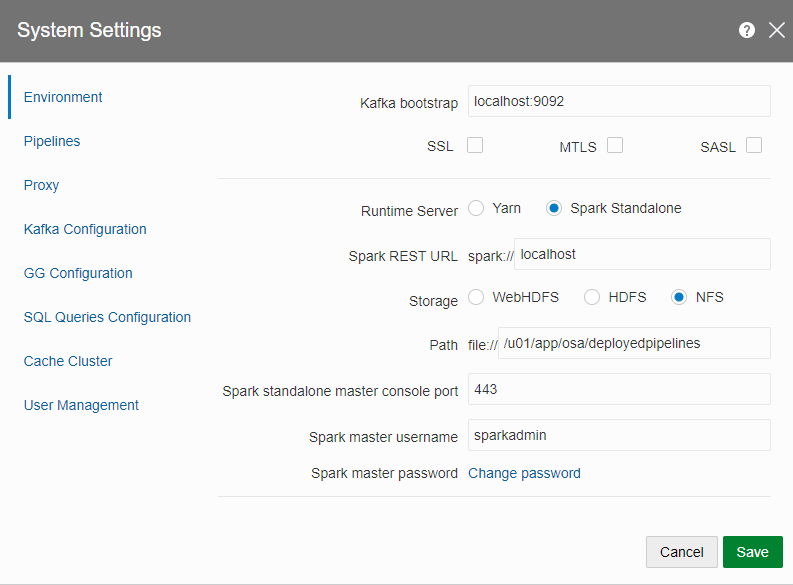 System Settings
?
Environment
Pipelines
Proxy
Kafka Configuration
GG Configuration
SQL Queries Configuration
Cache Cluster
User Management
Kafka bootstrap localhost:9092
SSL MTLS SASL
Runtime Server Yarn Spark Standalone
Spark REST URL spark:// localhost
Storage WebHDFS HDFS NFS
Path file:// /u01/app/osa/deployedpipelines
Spark standalone master console port 443
Spark master username sparkadmin
Spark master password Change password
Cancel Save